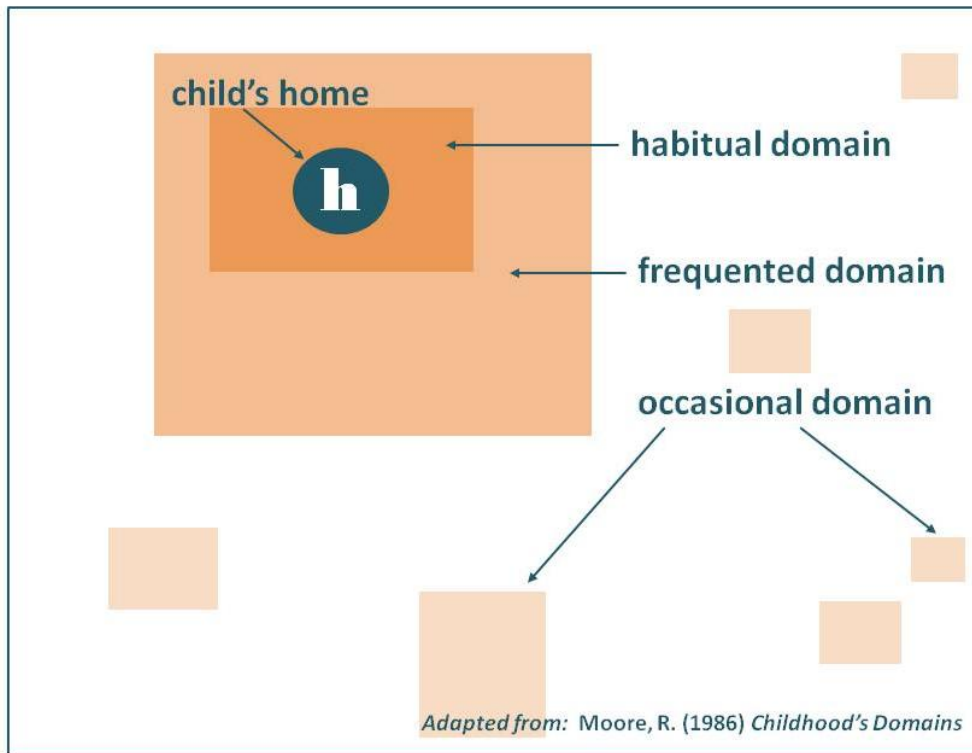 child's home
h
habitual domain
frequented domain
occasional domain
Adapted from: Moore, R. (1986) Childhood's Domains